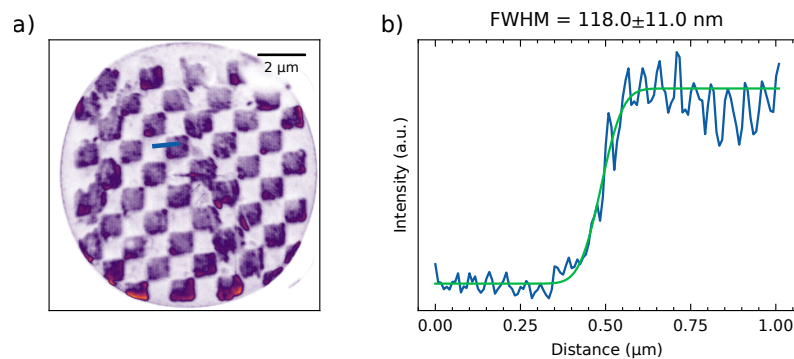 a)
2 µm
b)
FWHM = 118.0±11.0 nm
Intensity (a.u.)
0.00 0.25 0.50 0.75 1.00
Distance (µm)